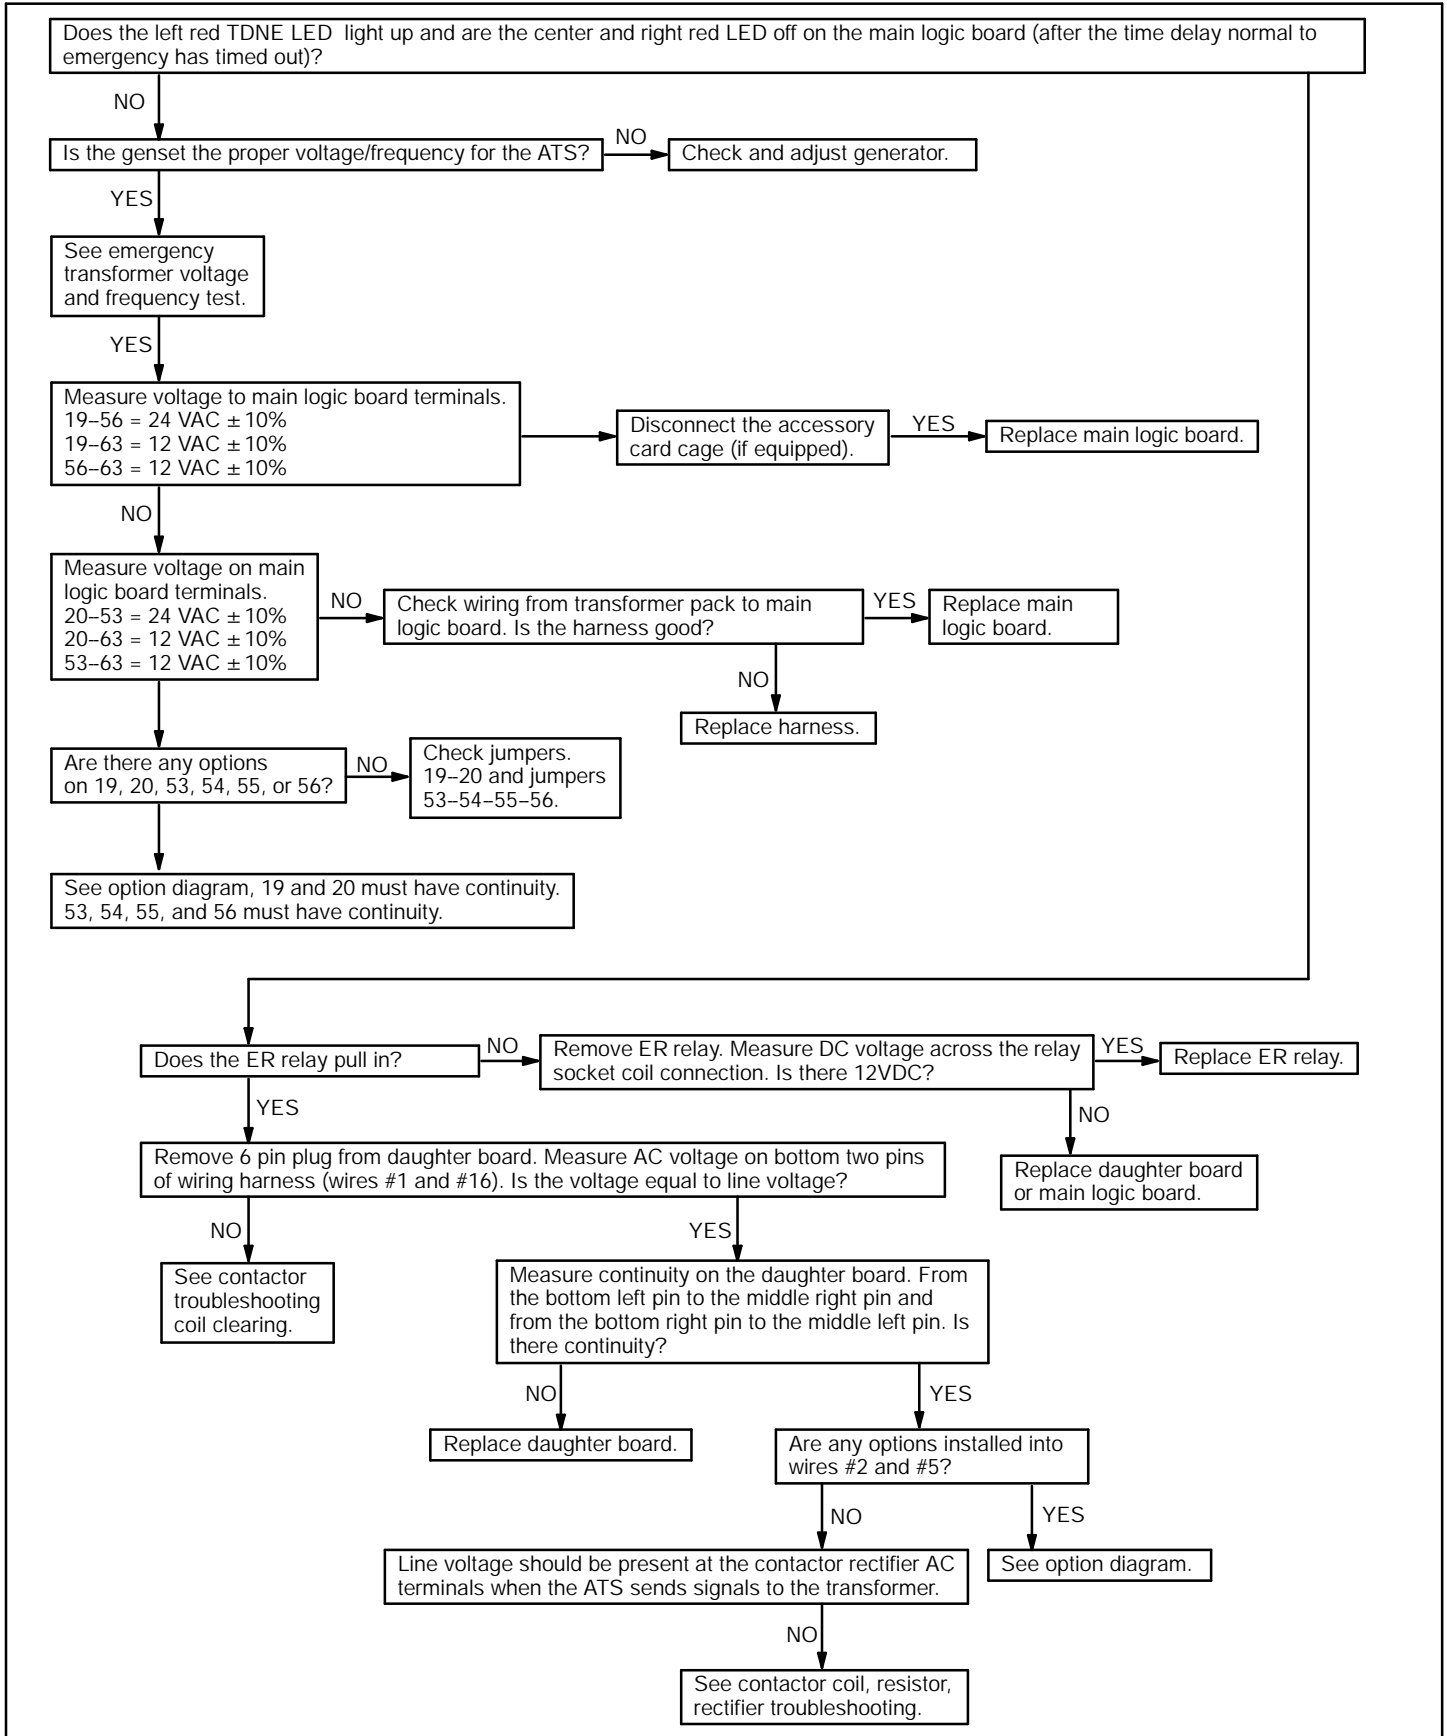 Does the left red TDNE LED light up and are the center and right red LED off on the main logic board (after the time delay normal to
emergency has timed out)?
NO
Is the genset the proper voltage/frequency for the ATS?
NO
Check and adjust generator.
YES
See emergency
transformer voltage
and frequency test.
YES
Measure voltage to main logic board terminals.
19--56 = 24 VAC ± 10%
19--63 = 12 VAC ± 10%
56--63 = 12 VAC ± 10%
Disconnect the accessory
card cage (if equipped).
YES
Replace main logic board.
NO
Measure voltage on main
logic board terminals.
20--53 = 24 VAC ± 10%
20--63 = 12 VAC ± 10%
53--63 = 12 VAC ± 10%
NO
Check wiring from transformer pack to main
logic board. Is the harness good?
YES
Replace main
logic board.
NO
Replace harness.
Are there any options
on 19, 20, 53, 54, 55, or 56?
NO
Check jumpers.
19--20 and jumpers
53--54--55--56.
See option diagram, 19 and 20 must have continuity.
53, 54, 55, and 56 must have continuity.
Does the ER relay pull in?
NO
Remove ER relay. Measure DC voltage across the relay
socket coil connection. Is there 12VDC?
YES
Replace ER relay.
YES
NO
Remove 6 pin plug from daughter board. Measure AC voltage on bottom two pins
of wiring harness (wires #1 and #16). Is the voltage equal to line voltage?
Replace daughter board
or main logic board.
NO
YES
See contactor
troubleshooting
coil clearing.
Measure continuity on the daughter board. From
the bottom left pin to the middle right pin and
from the bottom right pin to the middle left pin. Is
there continuity?
NO
YES
Replace daughter board.
Are any options installed into
wires #2 and #5?
NO
YES
Line voltage should be present at the contactor rectifier AC
terminals when the ATS sends signals to the transformer.
See option diagram.
NO
See contactor coil, resistor,
rectifier troubleshooting.